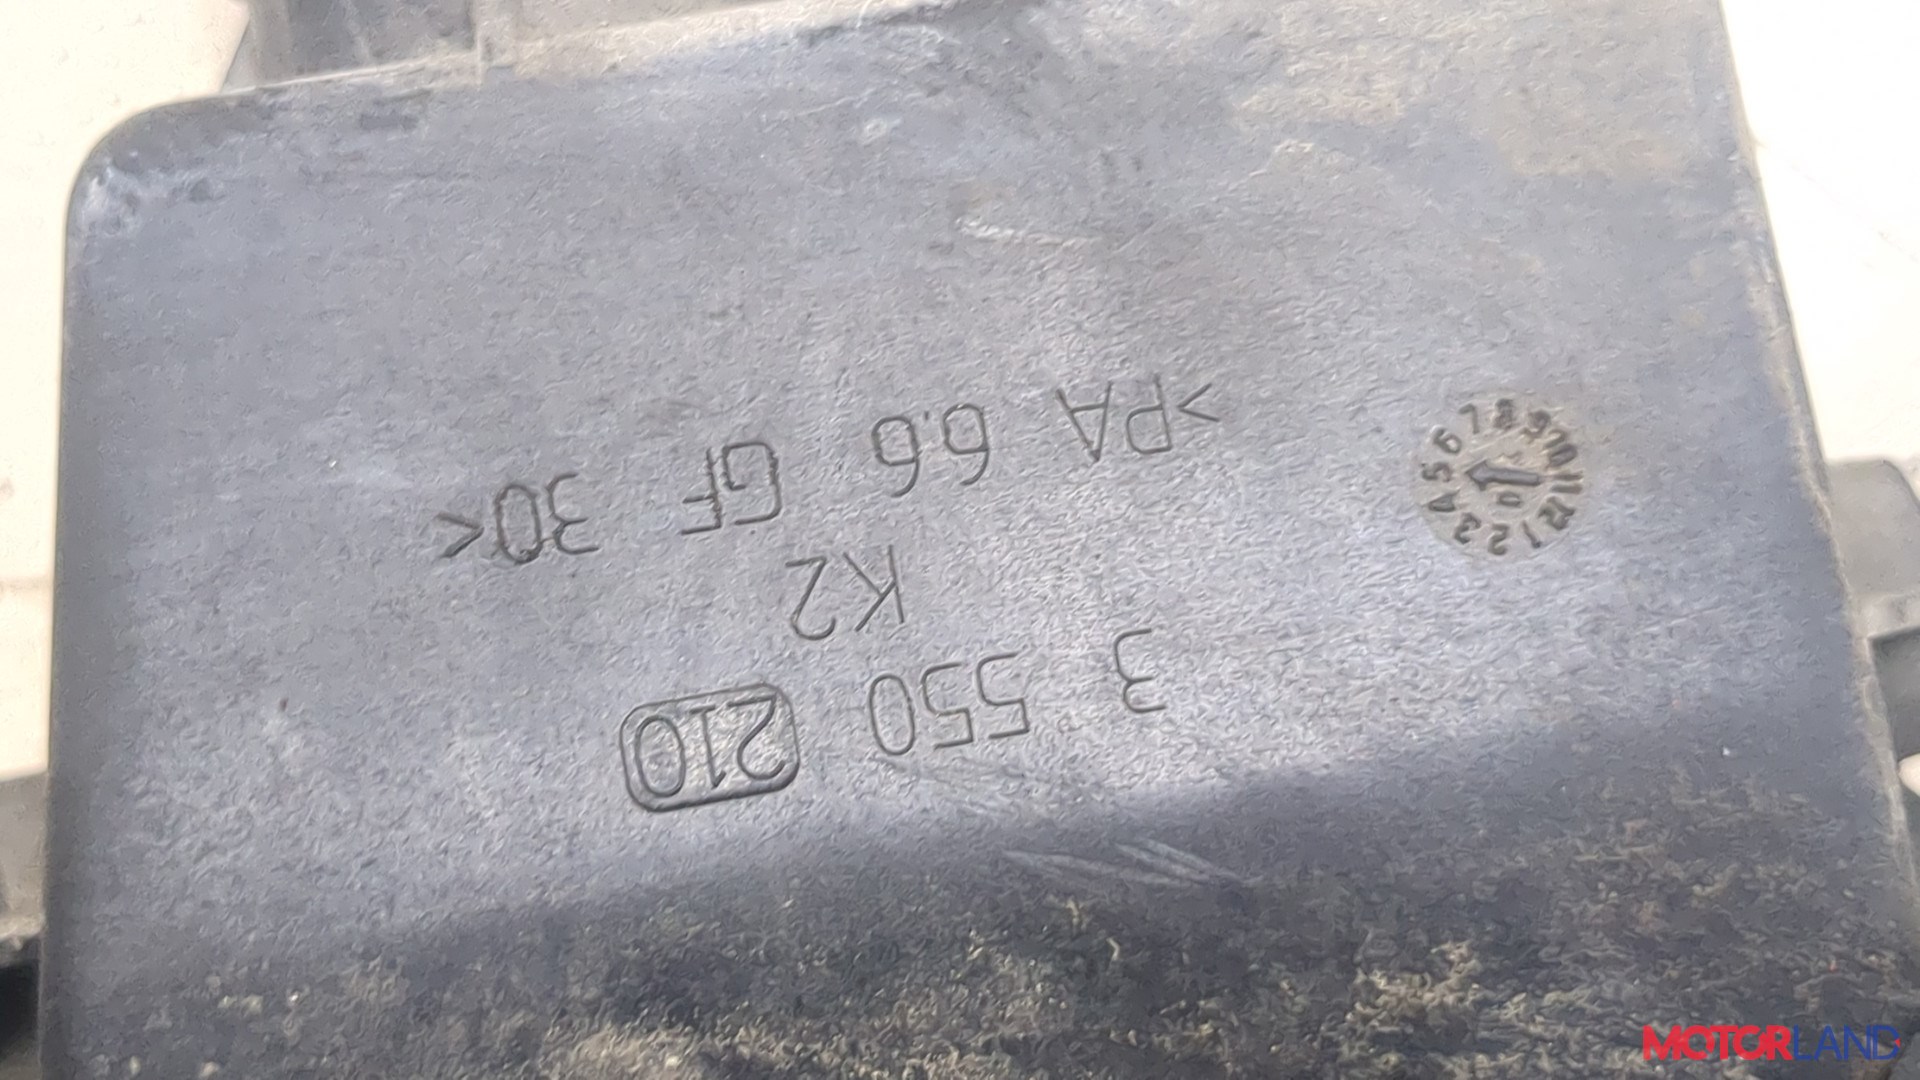 3 550 210
K2
>PA 6.6 GF 30<
1 2 3 4 5 6 7 8 9 10 11 12
MOTORLAND